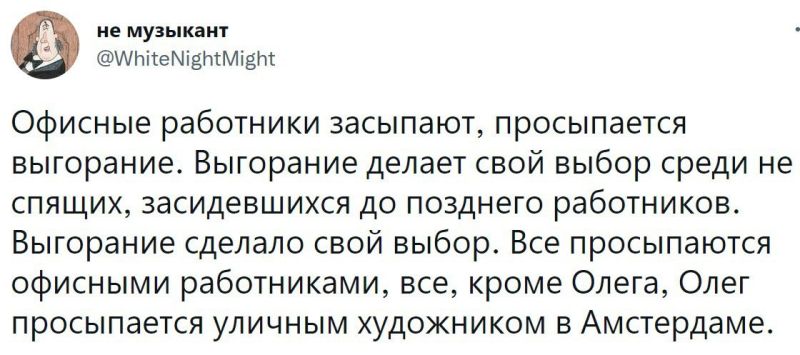 не музыкант
@WhiteNightMight
Офисные работники засыпают, просыпается
выгорание. Выгорание делает свой выбор среди не
спящих, засидевшихся до позднего работников.
Выгорание сделало свой выбор. Все просыпаются
офисными работниками, все, кроме Олега, Олег
просыпается уличным художником в Амстердаме.